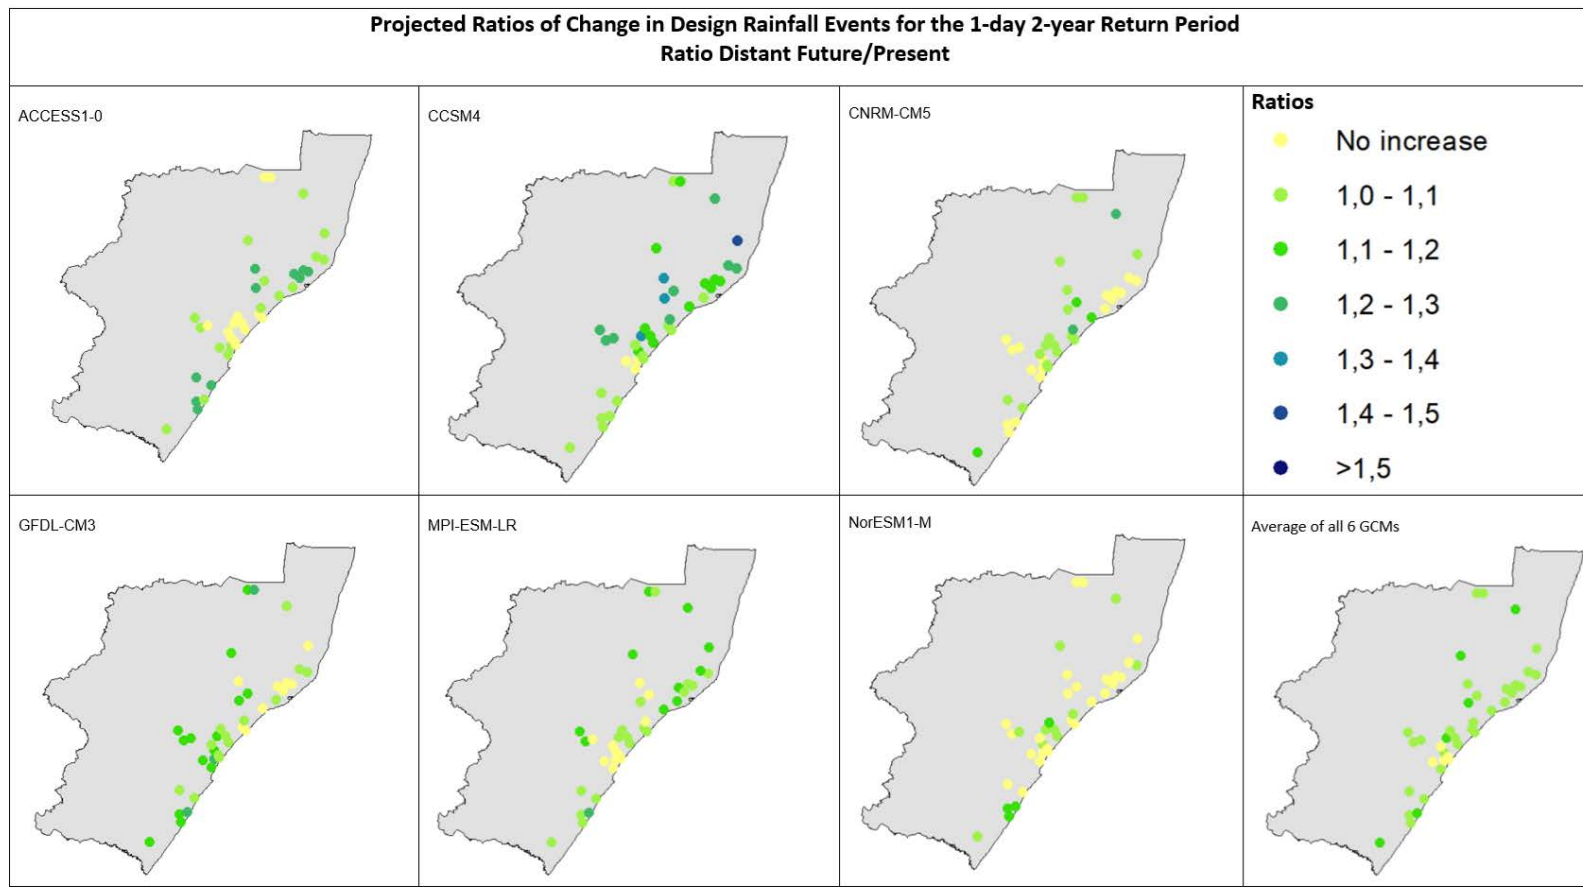 Projected Ratios of Change in Design Rainfall Events for the 1-day 2-year Return Period
Ratio Distant Future/Present
ACCESS1-0
CCSM4
CNRM-CM5
Ratios
No increase
1,0 - 1,1
1,1 - 1,2
1,2 - 1,3
1,3 - 1,4
1,4 - 1,5
>1,5
GFDL-CM3
MPI-ESM-LR
NorESM1-M
Average of all 6 GCMs